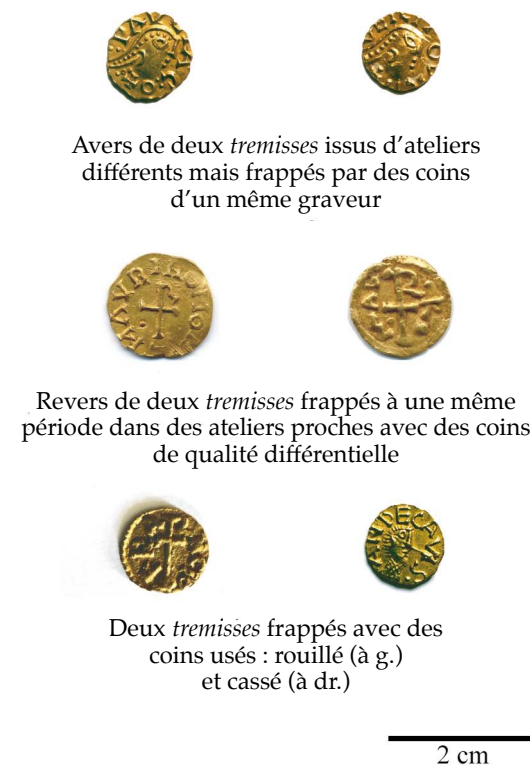 Avers de deux tremisses issus d'ateliers
différents mais frappés par des coins
d'un même graveur
Revers de deux tremisses frappés à une même
période dans des ateliers proches avec des coins
de qualité différentielle
ANDECAVIS
Deux tremisses frappés avec des
coins usés : rouillé (à g.)
et cassé (à dr.)
2 cm